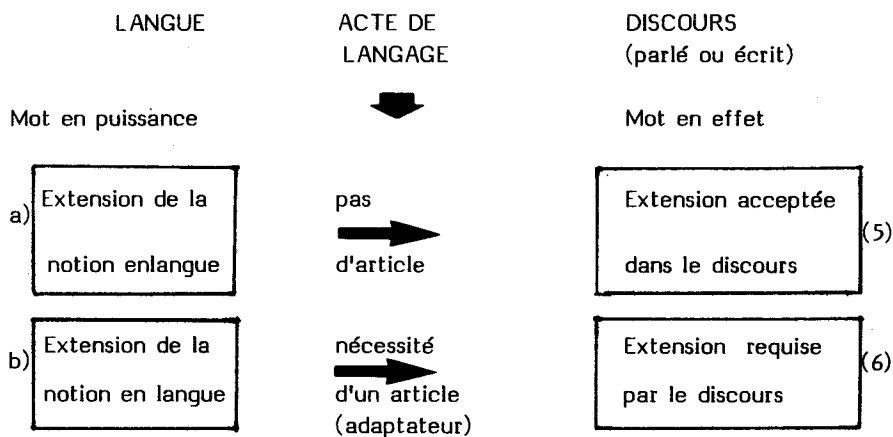 LANGUE ACTE DE DISCOURS
LANGAGE (parlé ou écrit)
Mot en puissance Mot en effet
a) Extension de la pas Extension acceptée (5)
notion enlangue d'article dans le discours
b) Extension de la nécessité Extension requise (6)
notion en langue d'un article par le discours
(adaptateur)